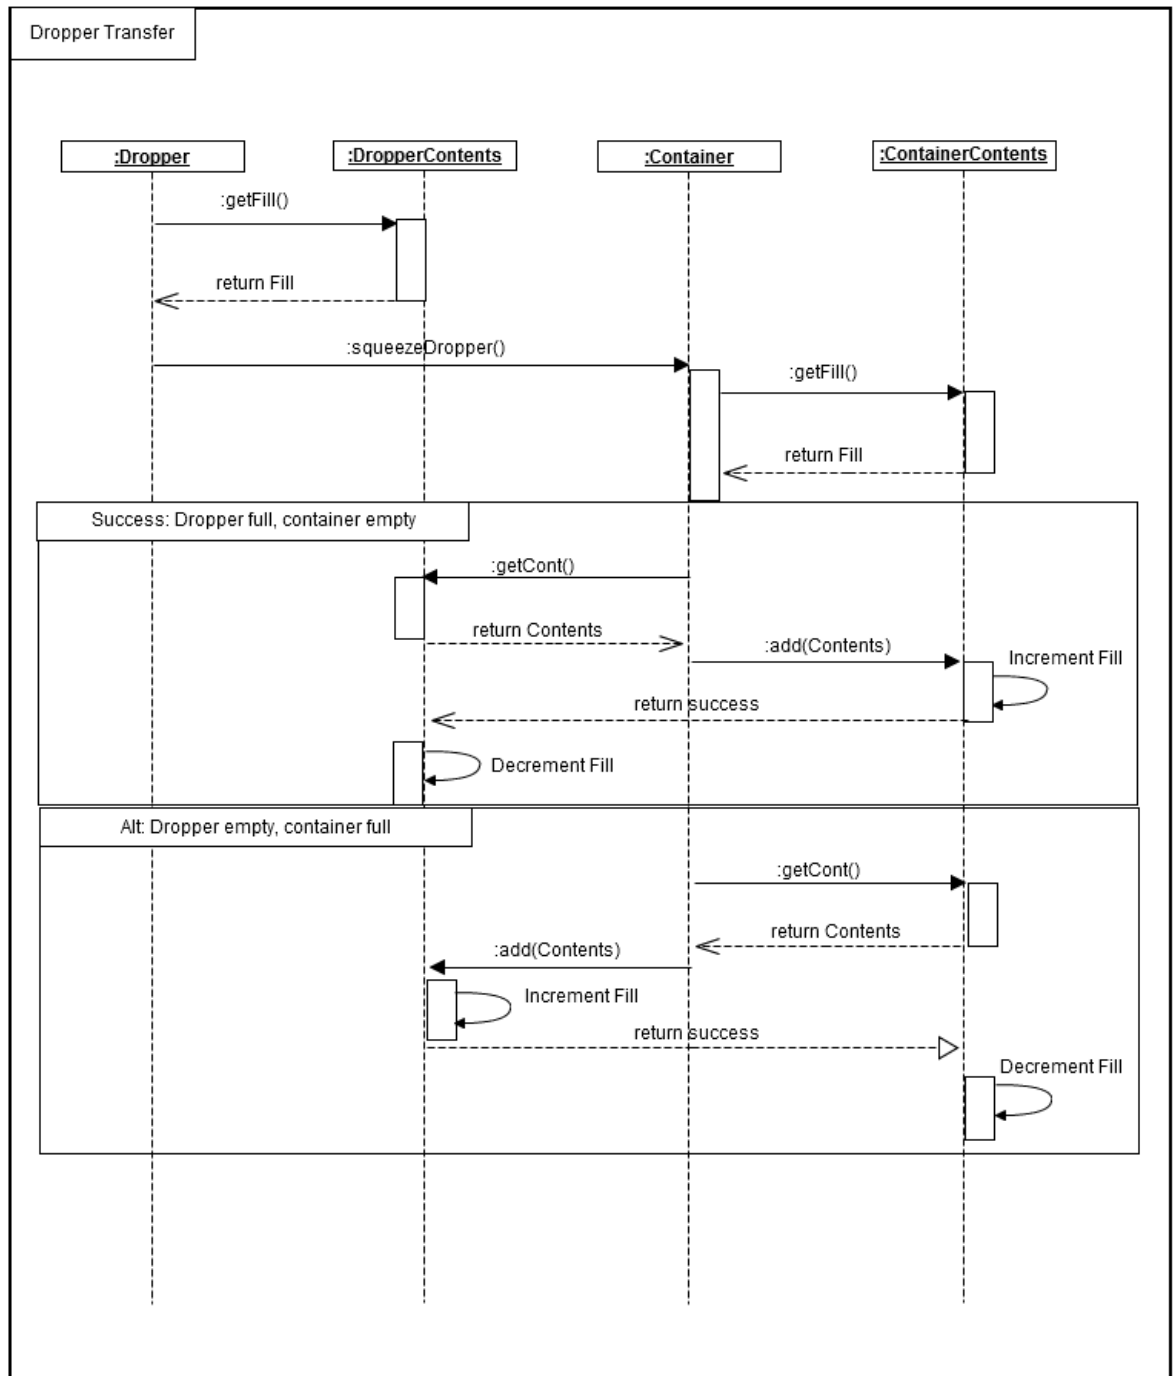 Dropper Transfer
:Dropper
:DropperContents
:Container
:ContainerContents
:getFill()
return Fill
:squeezeDropper()
:getFill()
return Fill
Success: Dropper full, container empty
:getCont()
return Contents
:add(Contents)
Increment Fill
return success
Decrement Fill
Alt: Dropper empty, container full
:getCont()
return Contents
:add(Contents)
Increment Fill
return success
Decrement Fill